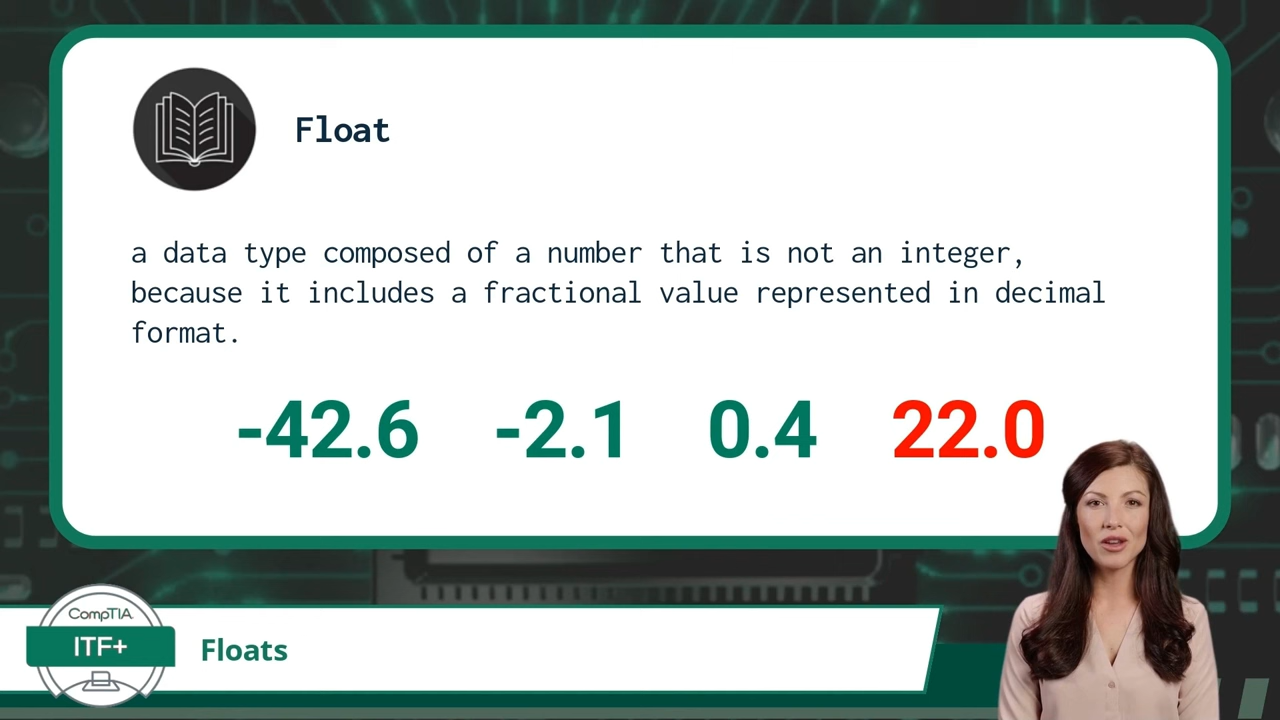 Float
a data type composed of a number that is not an integer,
because it includes a fractional value represented in decimal
format.
-42.6 -2.1 0.4 22.0
CompTIA.
ITF+
Floats